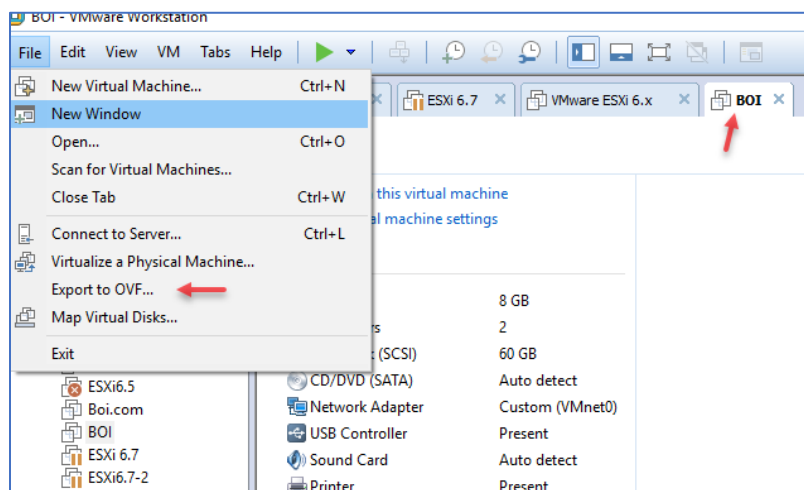 BOI - VMware Workstation
File Edit View VM Tabs Help
New Virtual Machine... Ctrl+N
New Window
Open... Ctrl+O
Scan for Virtual Machines...
Close Tab Ctrl+W
Connect to Server... Ctrl+L
Virtualize a Physical Machine...
Export to OVF...
Map Virtual Disks...
Exit
ESXi 6.7 VMware ESXi 6.x BOI
this virtual machine
machine settings
8 GB
2
(SCSI) 60 GB
CD/DVD (SATA) Auto detect
Network Adapter Custom (VMnet0)
USB Controller Present
Sound Card Auto detect
Printer Present
ESXi6.5
Boi.com
BOI
ESXi 6.7
ESXi6.7-2